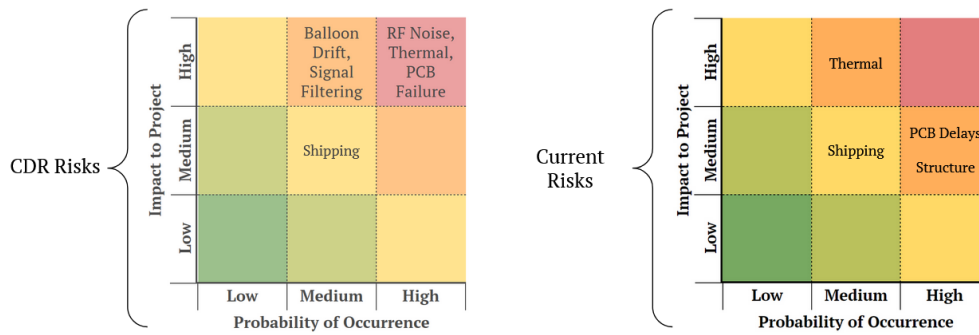 CDR Risks
Impact to Project
High
Medium
Low
Balloon
Drift,
Signal
Filtering
RF Noise,
Thermal,
PCB
Failure
Shipping
Low
Medium
High
Probability of Occurrence
Current
Risks
Impact to Project
High
Medium
Low
Thermal
Shipping
PCB Delays
Structure
Low
Medium
High
Probability of Occurrence